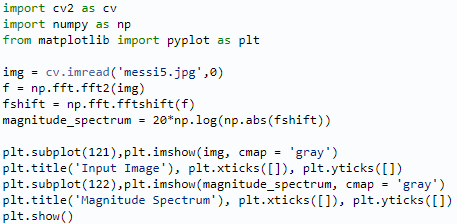 import cv2 as cv
import numpy as np
from matplotlib import pyplot as plt
img = cv.imread('messi5.jpg',0)
f = np.fft.fft2(img)
fshift = np.fft.fftshift(f)
magnitude_spectrum = 20*np.log(np.abs(fshift))
plt.subplot(121),plt.imshow(img, cmap = 'gray')
plt.title('Input Image'), plt.xticks([]), plt.yticks([])
plt.subplot(122),plt.imshow(magnitude_spectrum, cmap = 'gray')
plt.title('Magnitude Spectrum'), plt.xticks([]), plt.yticks([])
plt.show()